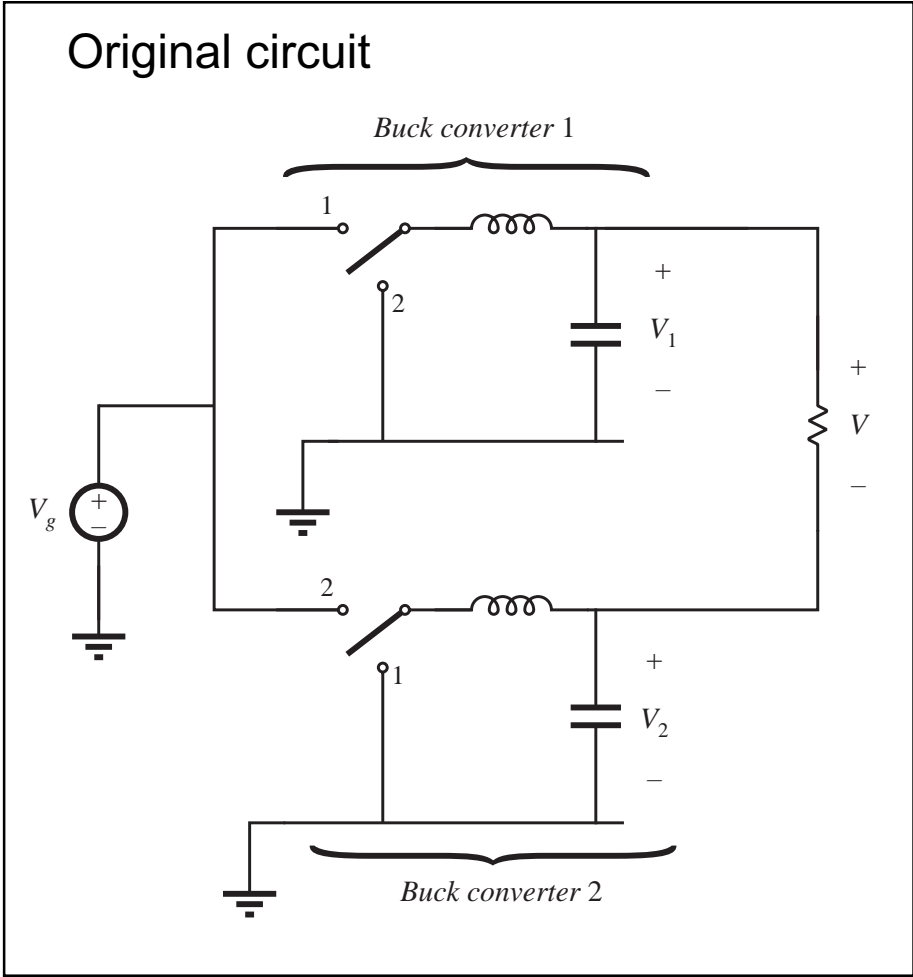 Original circuit
Buck converter 1
1
2
+
V1
–
+
V
–
Vg
+
–
2
1
+
V2
–
Buck converter 2